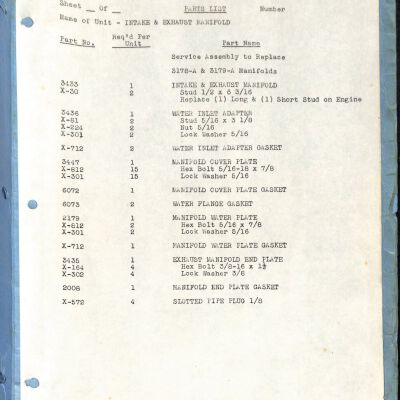 Sheet __ Of __ PARTS LIST Number
Name of Unit - INTAKE & EXHAUST MANIFOLD
Part No. Req'd Per Unit Part Name
Service Assembly to Replace
3178-A & 3179-A Manifolds
3433 1 INTAKE & EXHAUST MANIFOLD
X-30 2 Stud 1/2 x 6 3/16
Replace (1) Long & (1) Short Stud on Engine
3436 1 WATER INLET ADAPTER
X-81 2 Stud 5/16 x 3 1/8
X-224 2 Nut 5/16
X-301 2 Lock Washer 5/16
X-712 2 WATER INLET ADAPTER GASKET
3447 1 MANIFOLD COVER PLATE
X-812 15 Hex Bolt 5/16-18 x 7/8
X-301 15 Lock Washer 5/16
6072 1 MANIFOLD COVER PLATE GASKET
6073 2 WATER FLANGE GASKET
2179 1 MANIFOLD WATER PLATE
X-812 2 Hex Bolt 5/16 x 7/8
X-301 2 Lock Washer 5/16
X-712 1 MANIFOLD WATER PLATE GASKET
3435 1 EXHAUST MANIFOLD END PLATE
X-164 4 Hex Bolt 3/8-16 x 1½
X-302 4 Lock Washer 3/8
2008 1 MANIFOLD END PLATE GASKET
X-572 4 SLOTTED PIPE PLUG 1/8